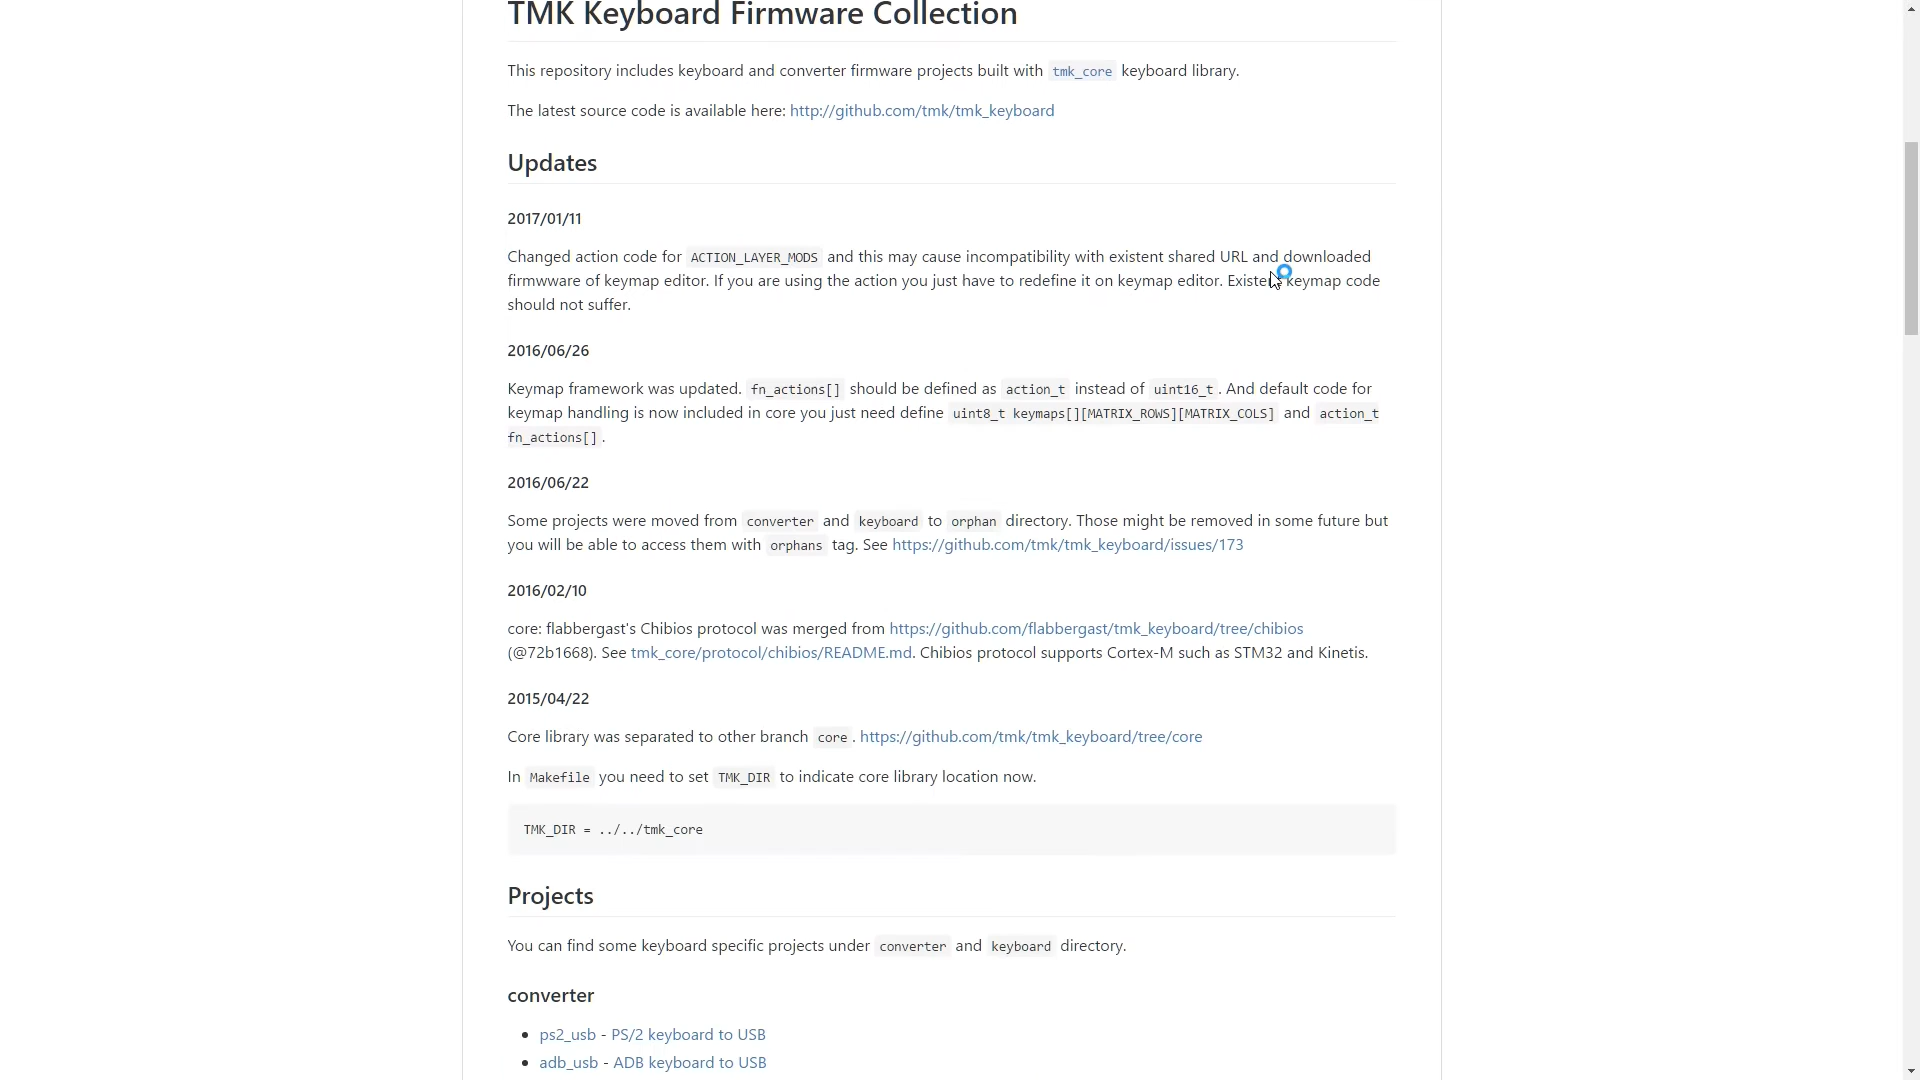 TMK Keyboard Firmware Collection
This repository includes keyboard and converter firmware projects built with tmk_core keyboard library.
The latest source code is available here: http://github.com/tmk/tmk_keyboard
Updates
2017/01/11
Changed action code for ACTION_LAYER_MODS and this may cause incompatibility with existent shared URL and downloaded
firmwware of keymap editor. If you are using the action you just have to redefine it on keymap editor. Existent keymap code
should not suffer.
2016/06/26
Keymap framework was updated. fn_actions[] should be defined as action_t instead of uint16_t. And default code for
keymap handling is now included in core you just need define uint8_t keymaps[][MATRIX_ROWS][MATRIX_COLS] and action_t
fn_actions[].
2016/06/22
Some projects were moved from converter and keyboard to orphan directory. Those might be removed in some future but
you will be able to access them with orphans tag. See https://github.com/tmk/tmk_keyboard/issues/173
2016/02/10
core: flabbergast's Chibios protocol was merged from https://github.com/flabbergast/tmk_keyboard/tree/chibios
(@72b1668). See tmk_core/protocol/chibios/README.md. Chibios protocol supports Cortex-M such as STM32 and Kinetis.
2015/04/22
Core library was separated to other branch core. https://github.com/tmk/tmk_keyboard/tree/core
In Makefile you need to set TMK_DIR to indicate core library location now.
TMK_DIR = ../../tmk_core
Projects
You can find some keyboard specific projects under converter and keyboard directory.
converter
• ps2_usb - PS/2 keyboard to USB
• adb_usb - ADB keyboard to USB